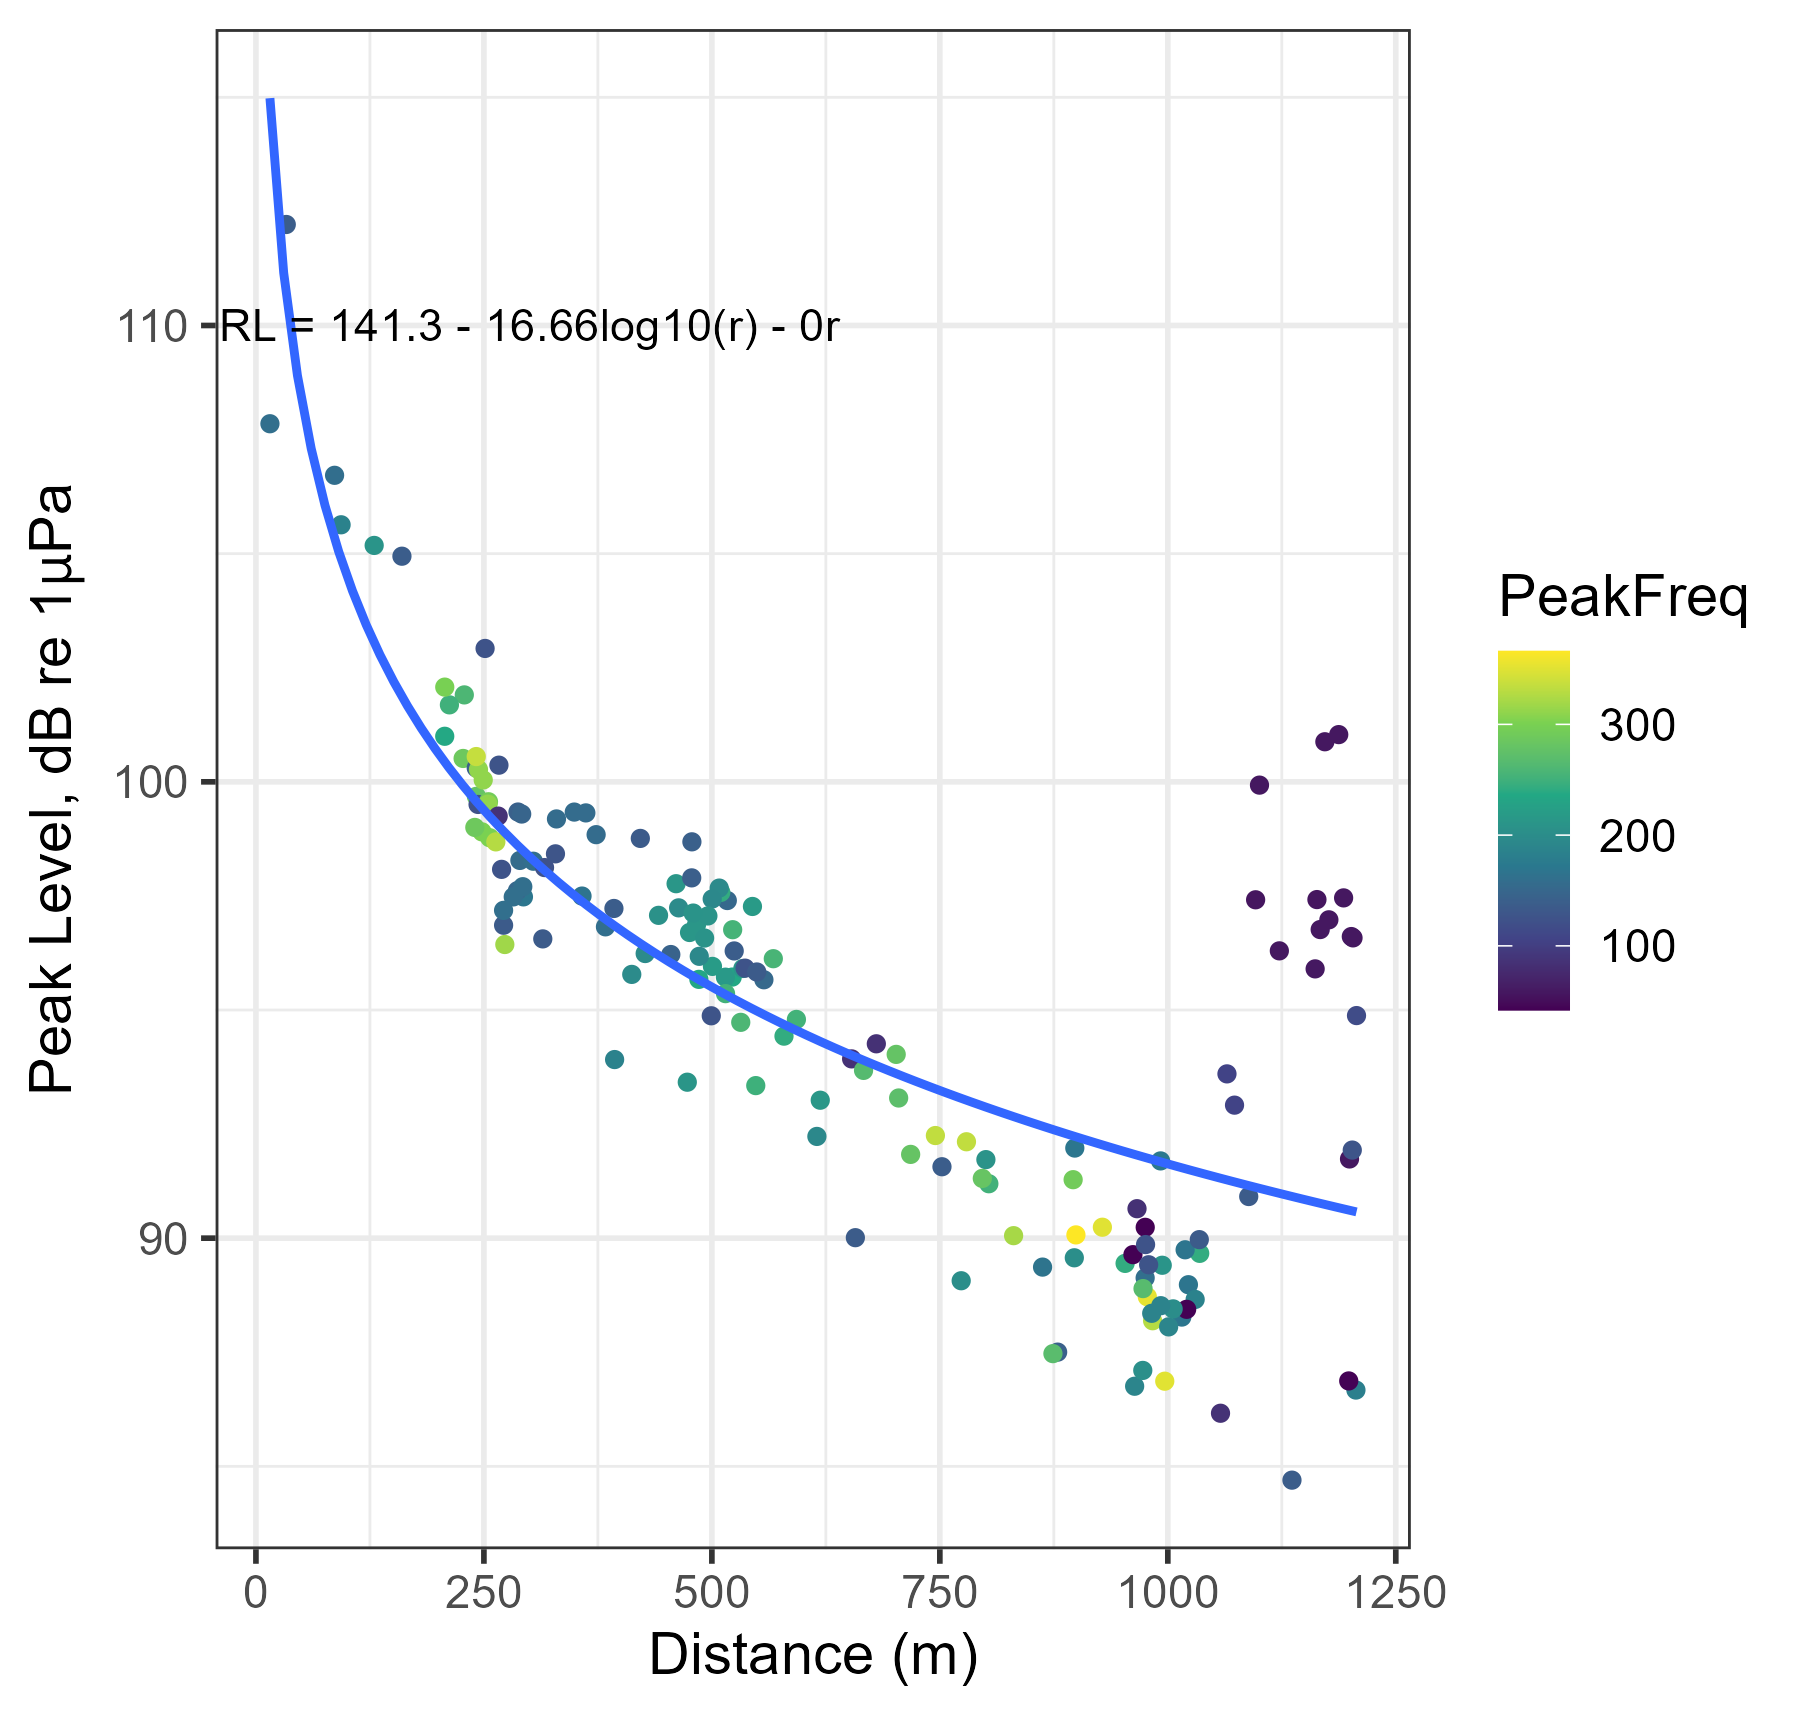 RL = 141.3 - 16.66log10(r) - 0r
110
100
90
Peak Level, dB re 1µPa
0 250 500 750 1000 1250
Distance (m)
PeakFreq
300
200
100